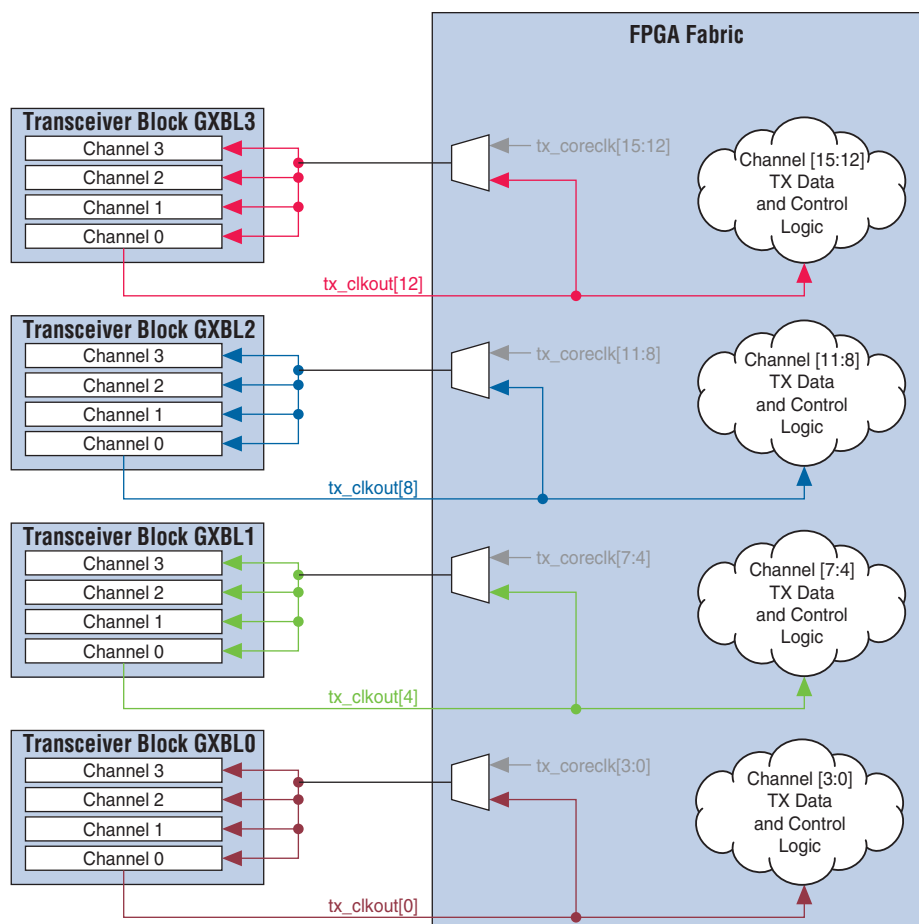 FPGA Fabric
Transceiver Block GXBL3
Channel 3
Channel 2
Channel 1
Channel 0
tx_coreclk[15:12]
Channel [15:12]
TX Data
and Control
Logic
tx_clkout[12]
Transceiver Block GXBL2
Channel 3
Channel 2
Channel 1
Channel 0
tx_coreclk[11:8]
Channel [11:8]
TX Data
and Control
Logic
tx_clkout[8]
Transceiver Block GXBL1
Channel 3
Channel 2
Channel 1
Channel 0
tx_coreclk[7:4]
Channel [7:4]
TX Data
and Control
Logic
tx_clkout[4]
Transceiver Block GXBL0
Channel 3
Channel 2
Channel 1
Channel 0
tx_coreclk[3:0]
Channel [3:0]
TX Data
and Control
Logic
tx_clkout[0]